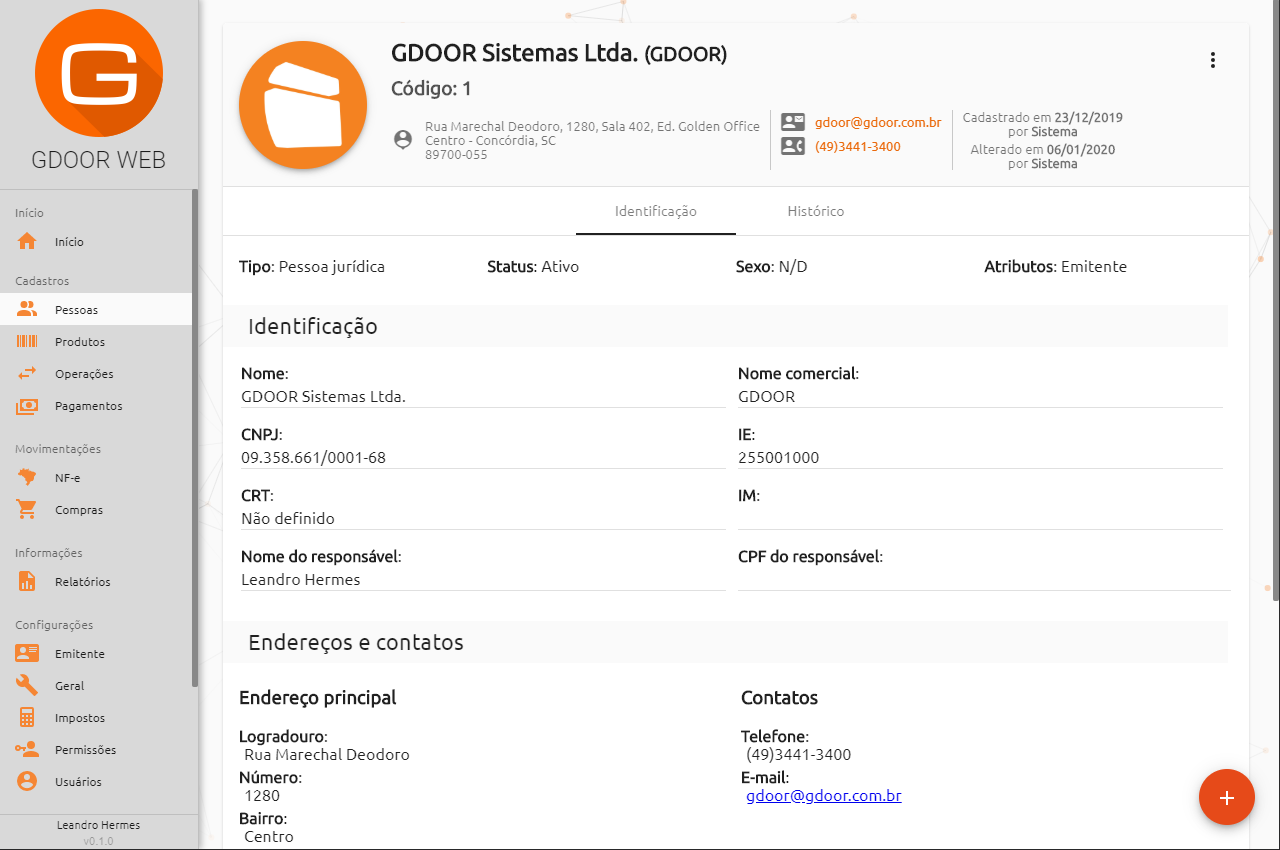 GDOOR WEB
Início
Início
Cadastros
Pessoas
Produtos
Operações
Pagamentos
Movimentações
NF-e
Compras
Informações
Relatórios
Configurações
Emitente
Geral
Impostos
Permissões
Usuários
Leandro Hermes
v0.1.0
GDOOR Sistemas Ltda. (GDOOR)
Código: 1
Rua Marechal Deodoro, 1280, Sala 402, Ed. Golden Office
Centro - Concórdia, SC
89700-055
gdoor@gdoor.com.br
(49)3441-3400
Cadastrado em 23/12/2019
por Sistema
Alterado em 06/01/2020
por Sistema
Identificação Histórico
Tipo: Pessoa jurídica Status: Ativo Sexo: N/D Atributos: Emitente
Identificação
Nome: Nome comercial:
GDOOR Sistemas Ltda. GDOOR
CNPJ: IE:
09.358.661/0001-68 255001000
CRT: IM:
Não definido
Nome do responsável: CPF do responsável:
Leandro Hermes
Endereços e contatos
Endereço principal Contatos
Logradouro: Telefone:
Rua Marechal Deodoro (49)3441-3400
Número: E-mail:
1280 gdoor@gdoor.com.br
Bairro:
Centro